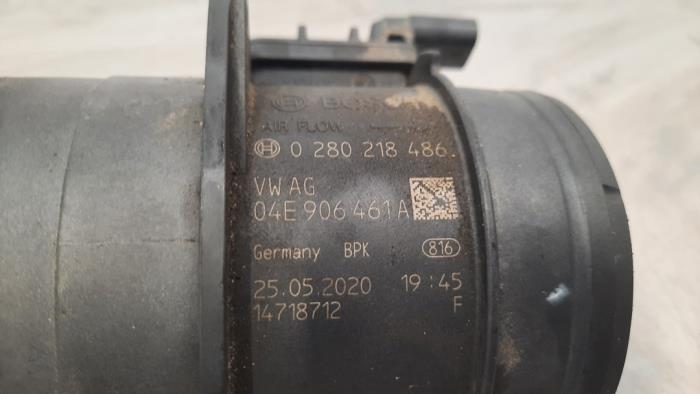 BOSCH
AIR FLOW
0 280 218 486
VW AG
04E 906 461 A
Germany BPK 816
25.05.2020 19:45
14718712 F